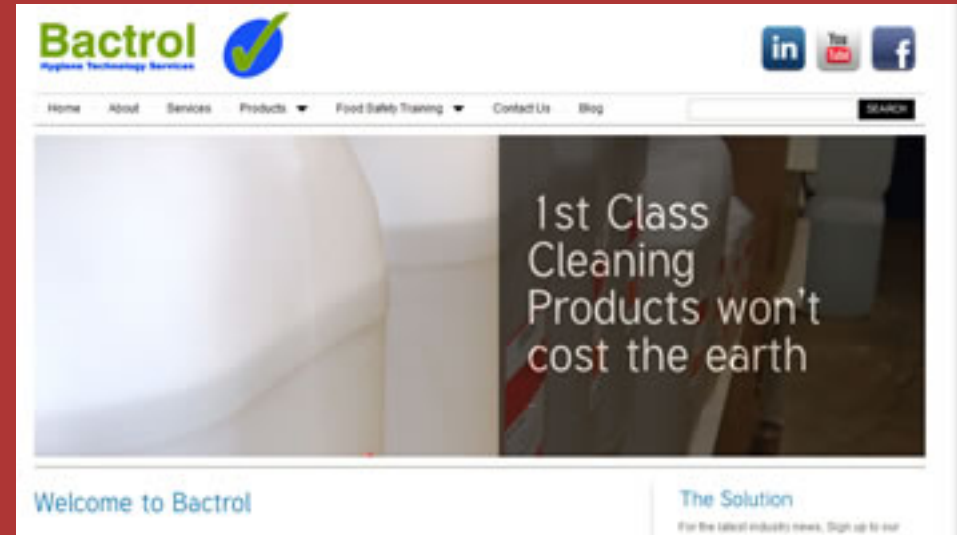 Bactrol
Hygiene Technology Services
in You Tube f
Home About Services Products Food Safety Training Contact Us Blog SEARCH
1st Class
Cleaning
Products won't
cost the earth
Welcome to Bactrol
The Solution
For the latest industry news, Sign up to our